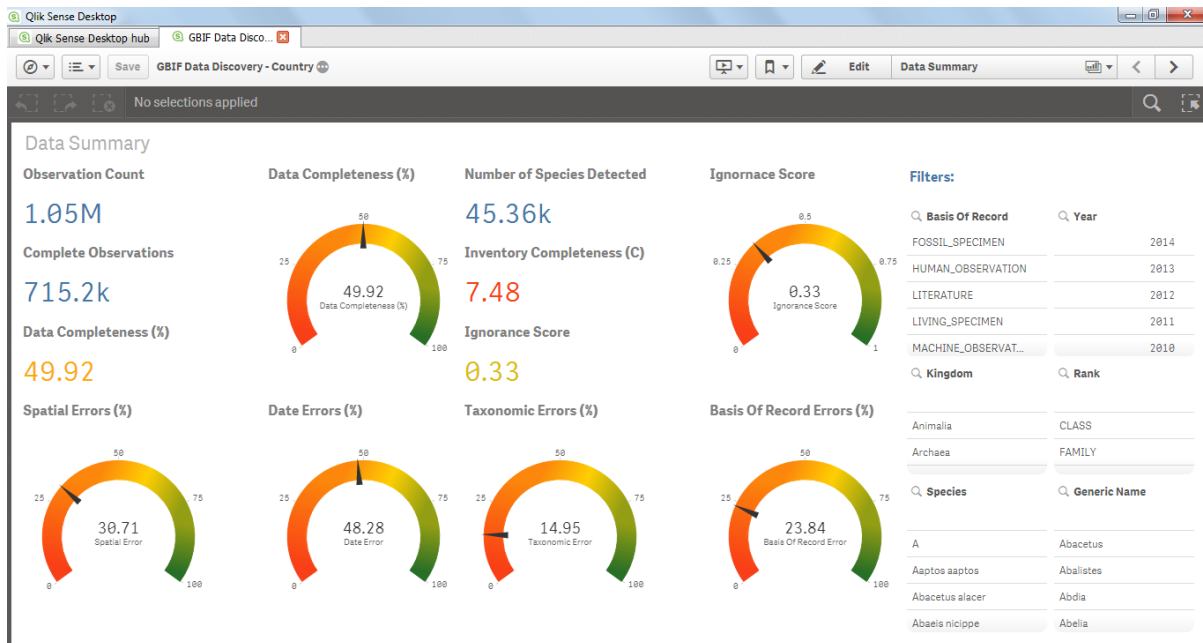 Qlik Sense Desktop
Qlik Sense Desktop hub
GBIF Data Disco...
Save
GBIF Data Discovery - Country
Edit
Data Summary
No selections applied
Data Summary
Observation Count
1.05M
Complete Observations
715.2k
Data Completeness (%)
49.92
Data Completeness (%)
0
25
50
75
100
49.92
Data Completeness (%)
Number of Species Detected
45.36k
Inventory Completeness (C)
7.48
Ignorance Score
0.33
Ignornace Score
0
0.25
0.5
0.75
1
0.33
Ignorance Score
Spatial Errors (%)
0
25
50
75
100
30.71
Spatial Error
Date Errors (%)
0
25
50
75
100
48.28
Date Error
Taxonomic Errors (%)
0
25
50
75
100
14.95
Taxonomic Error
Basis Of Record Errors (%)
0
25
50
75
100
23.84
Basis Of Record Error
Filters:
Basis Of Record
FOSSIL_SPECIMEN
HUMAN_OBSERVATION
LITERATURE
LIVING_SPECIMEN
MACHINE_OBSERVAT...
Year
2014
2013
2012
2011
2010
Kingdom
Animalia
Archaea
Rank
CLASS
FAMILY
Species
A
Aaptos aaptos
Abacetus alacer
Abaeis nicippe
Generic Name
Abacetus
Abalistes
Abdia
Abelia